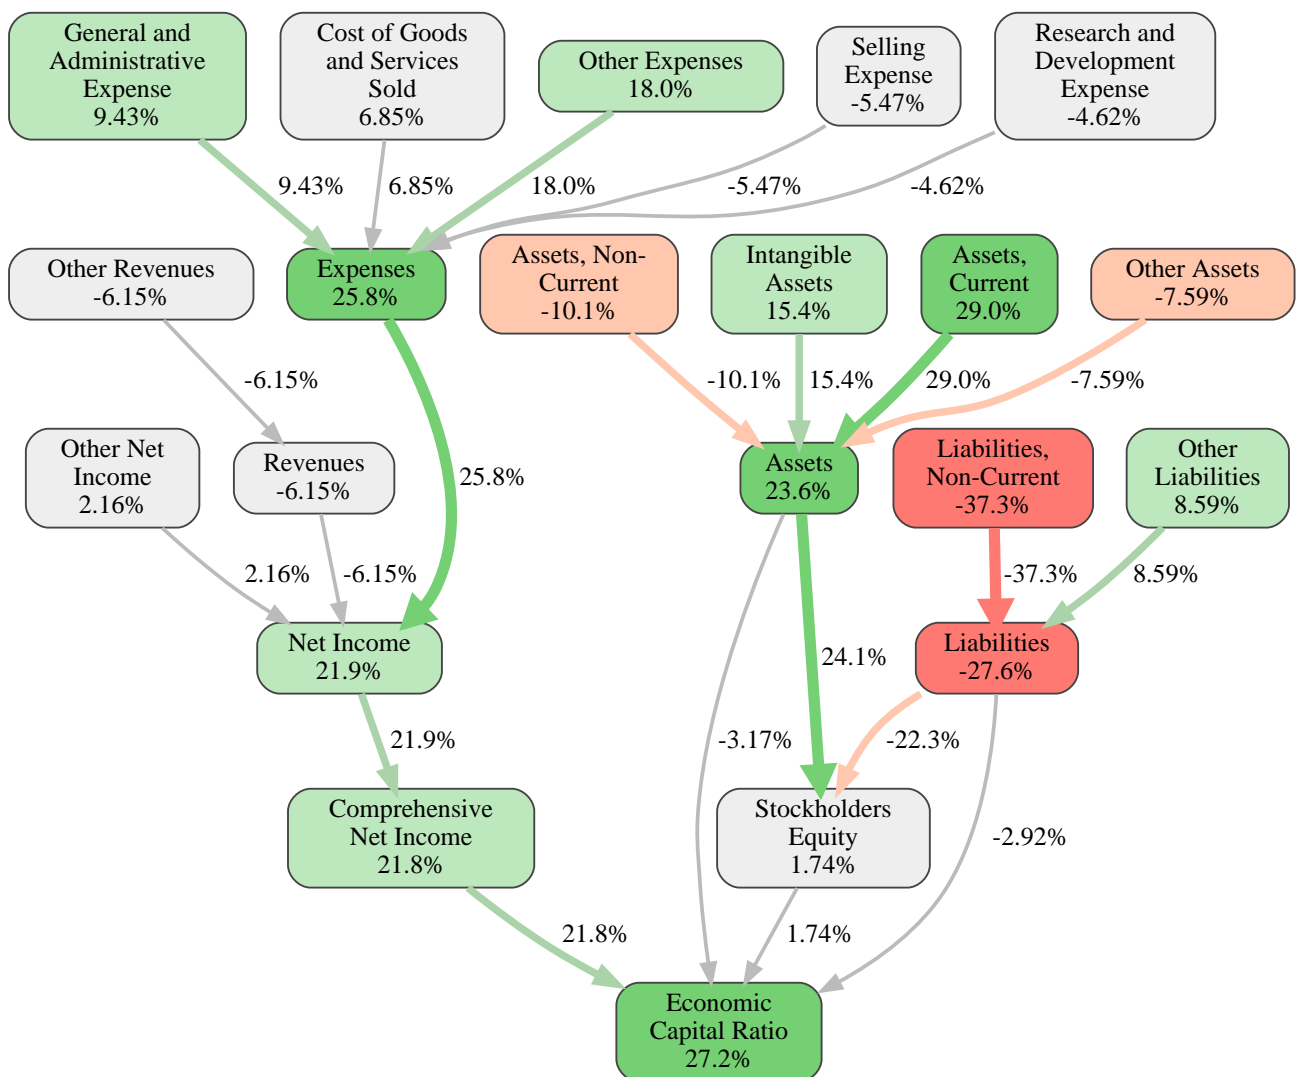 General and
Administrative
Expense
9.43%
Cost of Goods
and Services
Sold
6.85%
Other Expenses
18.0%
Selling
Expense
-5.47%
Research and
Development
Expense
-4.62%
9.43%
6.85%
18.0%
-5.47%
-4.62%
Other Revenues
-6.15%
Expenses
25.8%
Assets, Non-
Current
-10.1%
Intangible
Assets
15.4%
Assets,
Current
29.0%
Other Assets
-7.59%
-6.15%
-10.1%
15.4%
29.0%
-7.59%
Other Net
Income
2.16%
Revenues
-6.15%
25.8%
Assets
23.6%
Liabilities,
Non-Current
-37.3%
Other
Liabilities
8.59%
2.16%
-6.15%
-37.3%
8.59%
Net Income
21.9%
24.1%
Liabilities
-27.6%
21.9%
-3.17%
-22.3%
Comprehensive
Net Income
21.8%
Stockholders
Equity
1.74%
-2.92%
21.8%
1.74%
Economic
Capital Ratio
27.2%